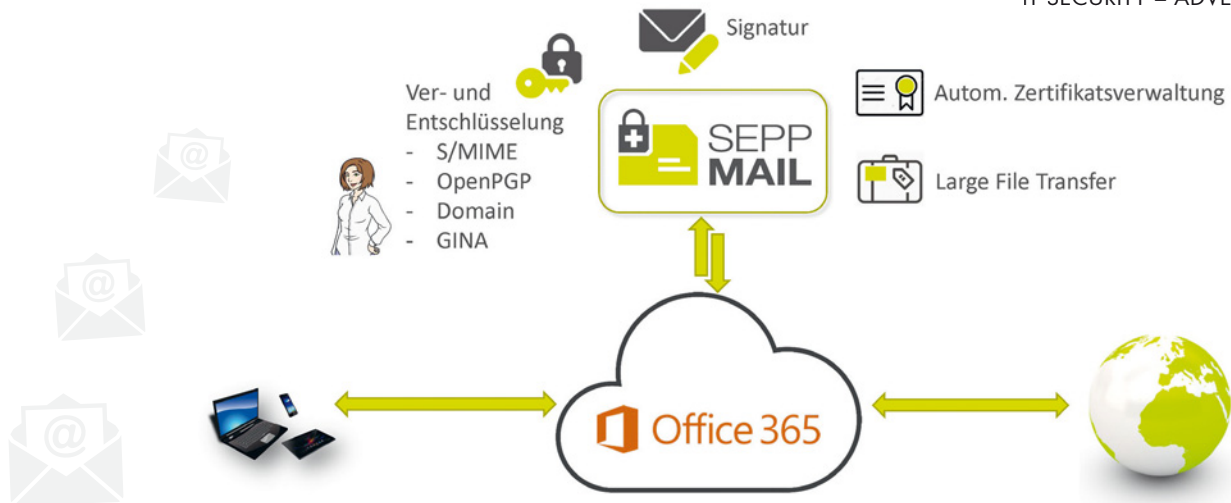 IT SECURITY – ADVE
Signatur
Ver- und
Entschlüsselung
- S/MIME
- OpenPGP
- Domain
- GINA
SEPP
MAIL
Autom. Zertifikatsverwaltung
Large File Transfer
@
@
@
Office 365